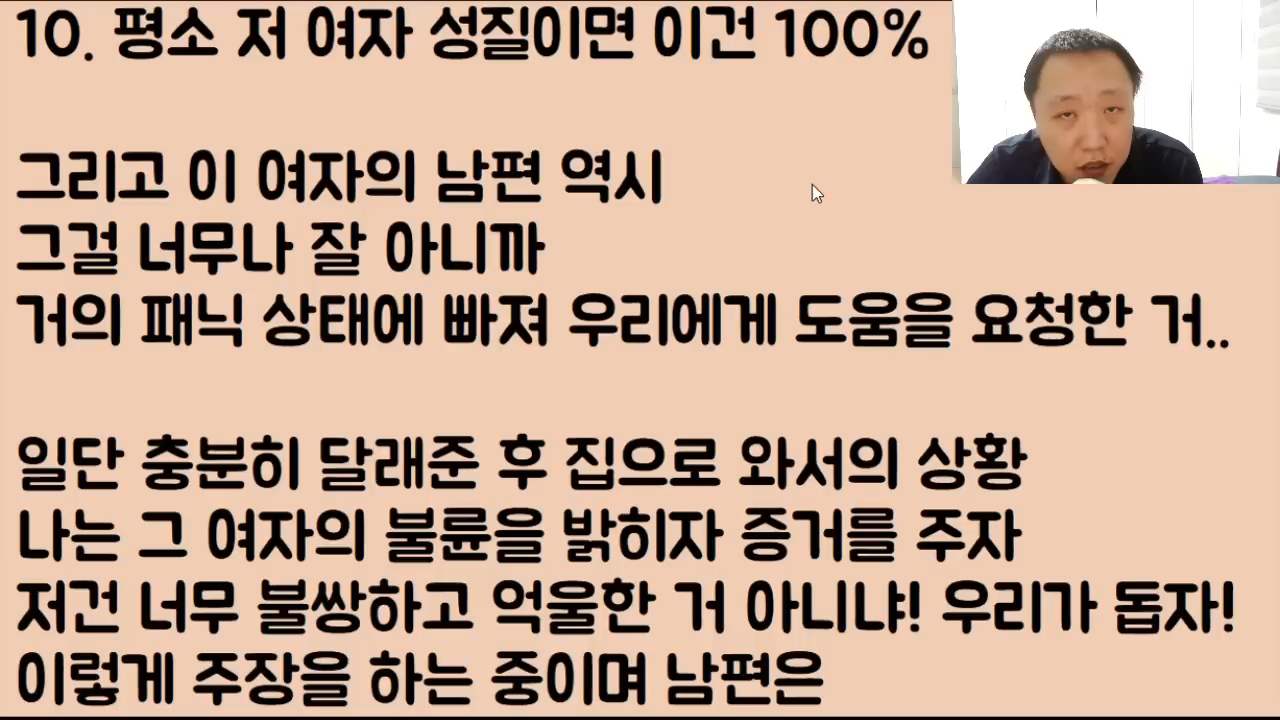 10. 평소 저 여자 성질이면 이건 100%
그리고 이 여자의 남편 역시
그걸 너무나 잘 아니까
거의 패닉 상태에 빠져 우리에게 도움을 요청한 거..
일단 충분히 달래준 후 집으로 와서의 상황
나는 그 여자의 불륜을 밝히자 증거를 주자
저건 너무 불쌍하고 억울한 거 아니냐! 우리가 돕자!
이렇게 주장을 하는 중이며 남편은